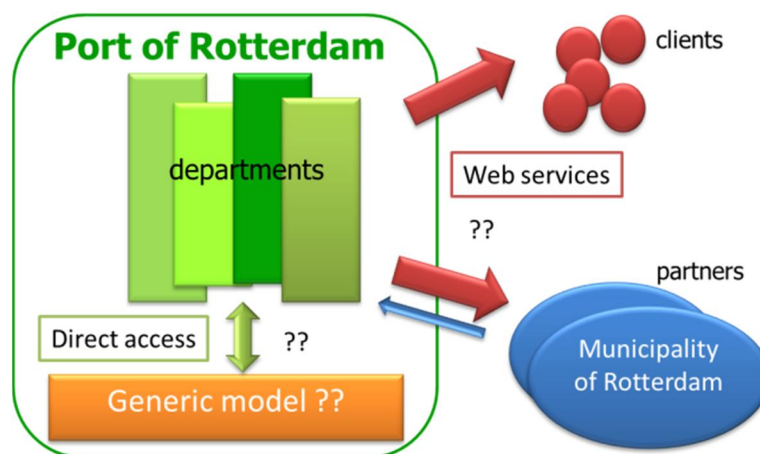 Port of Rotterdam
clients
departments
Web services
??
partners
Direct access
??
Municipality
of Rotterdam
Generic model ??